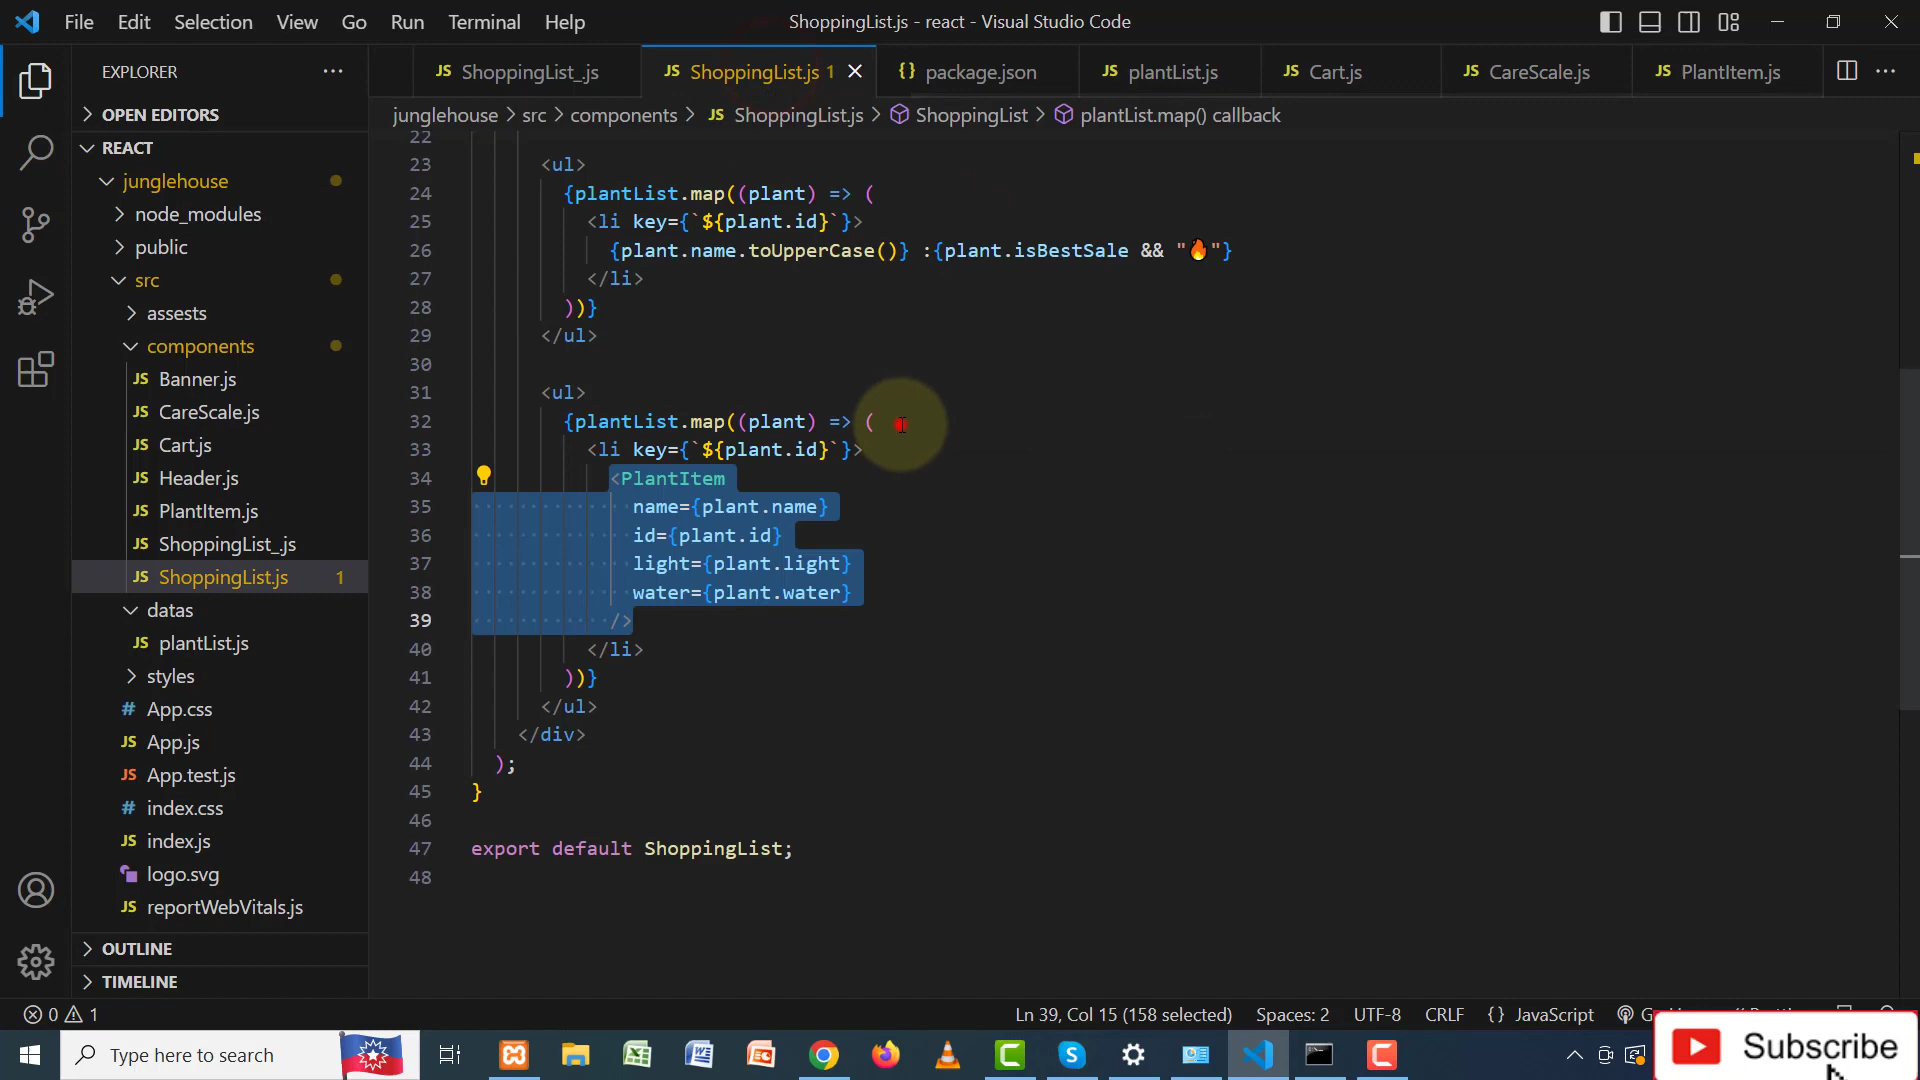 File Edit Selection View Go Run Terminal Help
ShoppingList.js - react - Visual Studio Code
EXPLORER
JS ShoppingList_.js
JS ShoppingList.js 1
{} package.json
JS plantList.js
JS Cart.js
JS CareScale.js
JS PlantItem.js
junglehouse > src > components > JS ShoppingList.js > ShoppingList > plantList.map() callback
OPEN EDITORS
REACT
junglehouse
node_modules
public
src
assests
components
JS Banner.js
JS CareScale.js
JS Cart.js
JS Header.js
JS PlantItem.js
JS ShoppingList_.js
JS ShoppingList.js 1
datas
JS plantList.js
styles
# App.css
JS App.js
JS App.test.js
# index.css
JS index.js
logo.svg
JS reportWebVitals.js
OUTLINE
TIMELINE
22
23 <ul>
24 {plantList.map((plant) => (
25 <li key={`${plant.id}`}>
26 {plant.name.toUpperCase()} :{plant.isBestSale && "🔥"}
27 </li>
28 ))}
29 </ul>
30
31 <ul>
32 {plantList.map((plant) => (
33 <li key={`${plant.id}`}>
34 <PlantItem
35 name={plant.name}
36 id={plant.id}
37 light={plant.light}
38 water={plant.water}
39 />
40 </li>
41 ))}
42 </ul>
43 </div>
44 );
45 }
46
47 export default ShoppingList;
48
0 1
Ln 39, Col 15 (158 selected) Spaces: 2 UTF-8 CRLF {} JavaScript
Type here to search
Subscribe